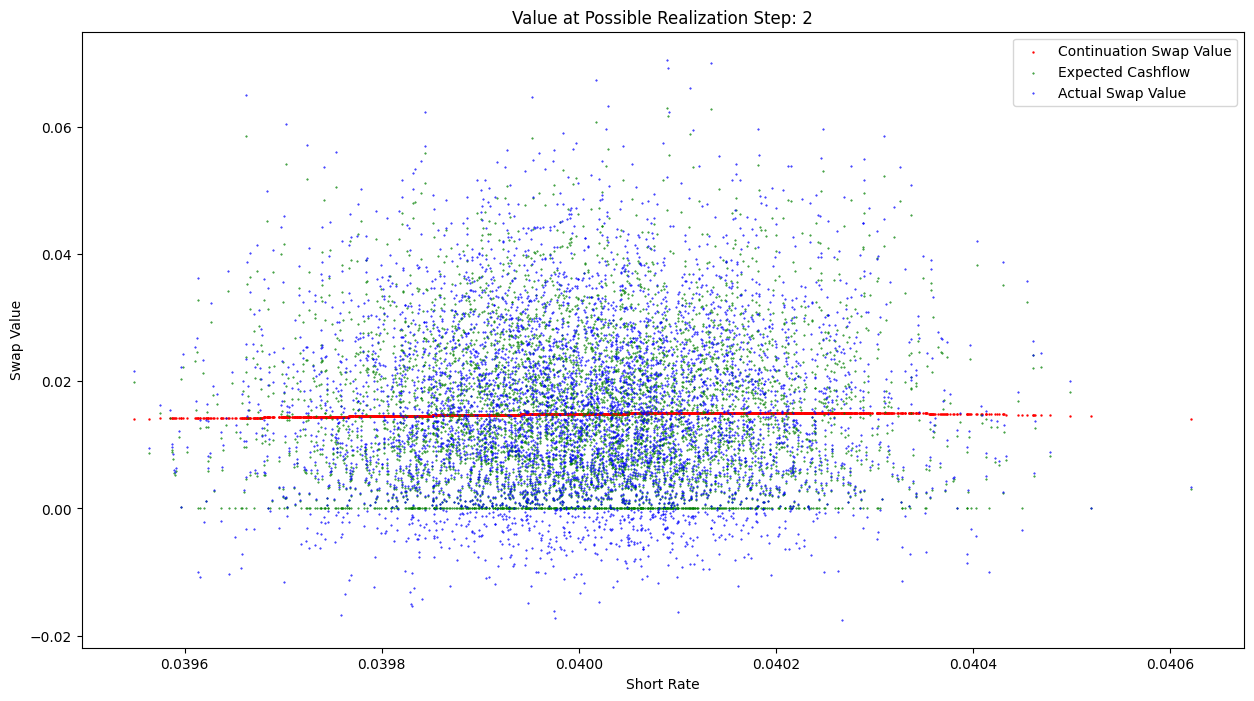 Value at Possible Realization Step: 2
Continuation Swap Value
Expected Cashflow
Actual Swap Value
Swap Value
0.06
0.04
0.02
0.00
−0.02
0.0396
0.0398
0.0400
0.0402
0.0404
0.0406
Short Rate